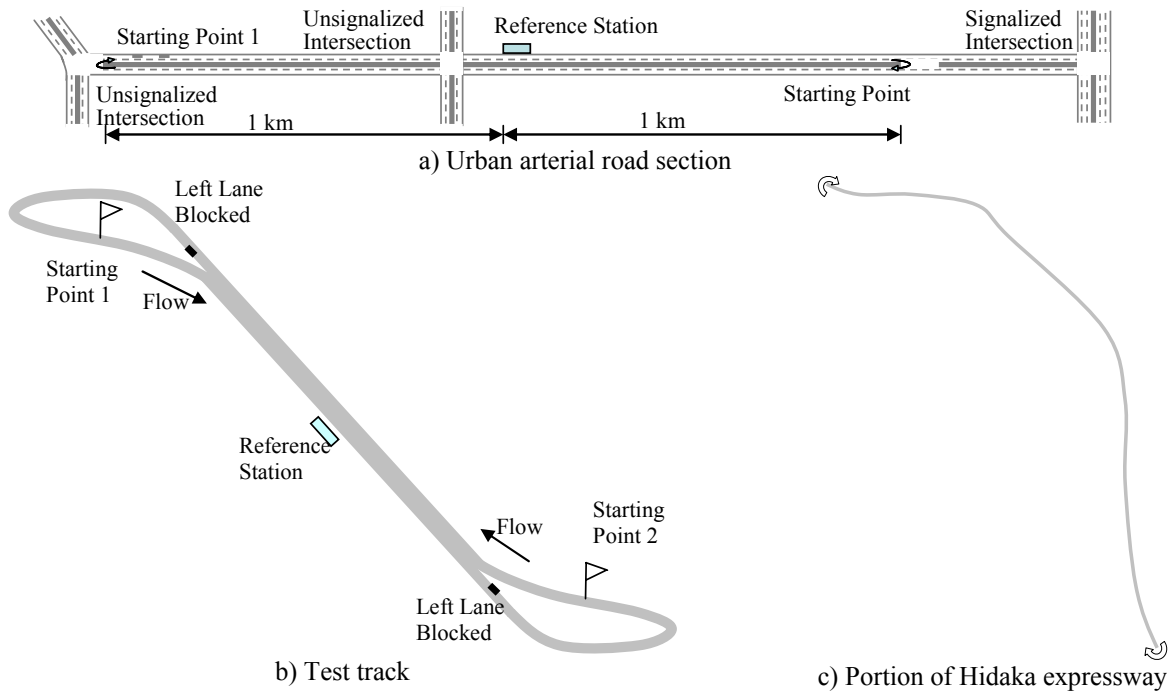 Starting Point 1
Unsignalized
Intersection
Reference Station
Signalized
Intersection
Unsignalized
Intersection
Starting Point
1 km
1 km
a) Urban arterial road section
Left Lane
Blocked
Starting
Point 1
Flow
Reference
Station
Flow
Starting
Point 2
Left Lane
Blocked
b) Test track
c) Portion of Hidaka expressway